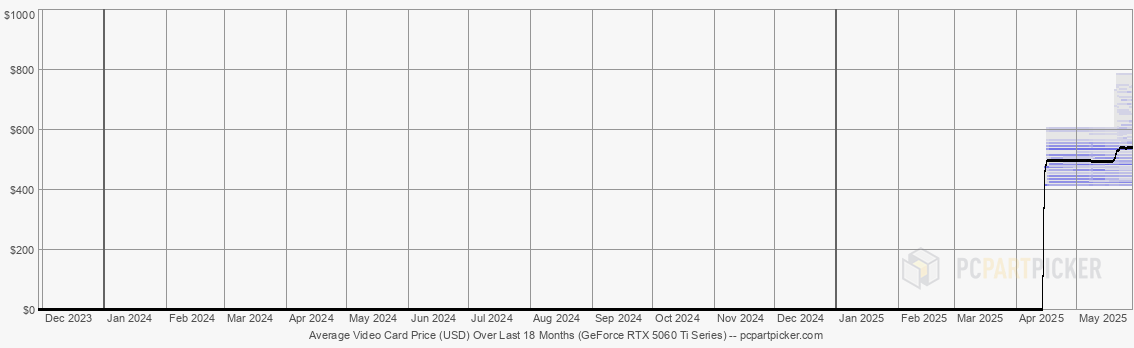 $1000
$800
$600
$400
$200
$0
PCPARTPICKER
Dec 2023 Jan 2024 Feb 2024 Mar 2024 Apr 2024 May 2024 Jun 2024 Jul 2024 Aug 2024 Sep 2024 Oct 2024 Nov 2024 Dec 2024 Jan 2025 Feb 2025 Mar 2025 Apr 2025 May 2025
Average Video Card Price (USD) Over Last 18 Months (GeForce RTX 5060 Ti Series) -- pcpartpicker.com